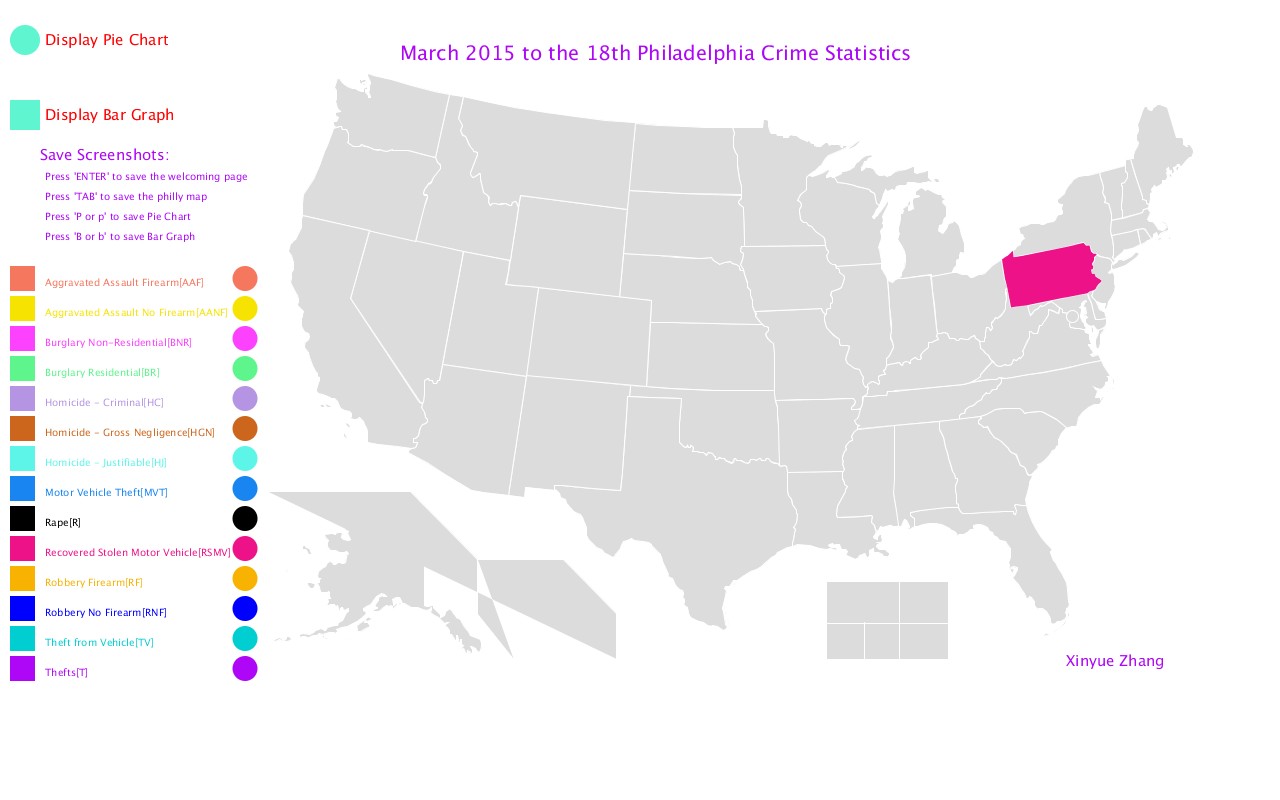 Display Pie Chart
March 2015 to the 18th Philadelphia Crime Statistics
Display Bar Graph
Save Screenshots:
Press 'ENTER' to save the welcoming page
Press 'TAB' to save the philly map
Press 'P or p' to save Pie Chart
Press 'B or b' to save Bar Graph
Aggravated Assault Firearm[AAF]
Aggravated Assault No Firearm[AANF]
Burglary Non-Residential[BNR]
Burglary Residential[BR]
Homicide - Criminal[HC]
Homicide - Gross Negligence[HGN]
Homicide - Justifiable[HJ]
Motor Vehicle Theft[MVT]
Rape[R]
Recovered Stolen Motor Vehicle[RSMV]
Robbery Firearm[RF]
Robbery No Firearm[RNF]
Theft from Vehicle[TV]
Thefts[T]
Xinyue Zhang